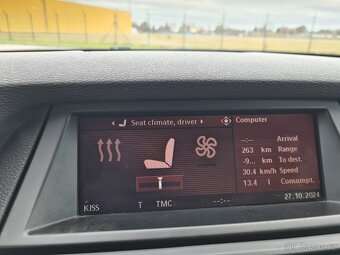 Seat climate, driver
Computer
--:-- Arrival
263 km Range
-9... km To dest.
30.4 km/h Speed
13.4 l Consumpt.
27.10.2024
KISS T TMC --:--